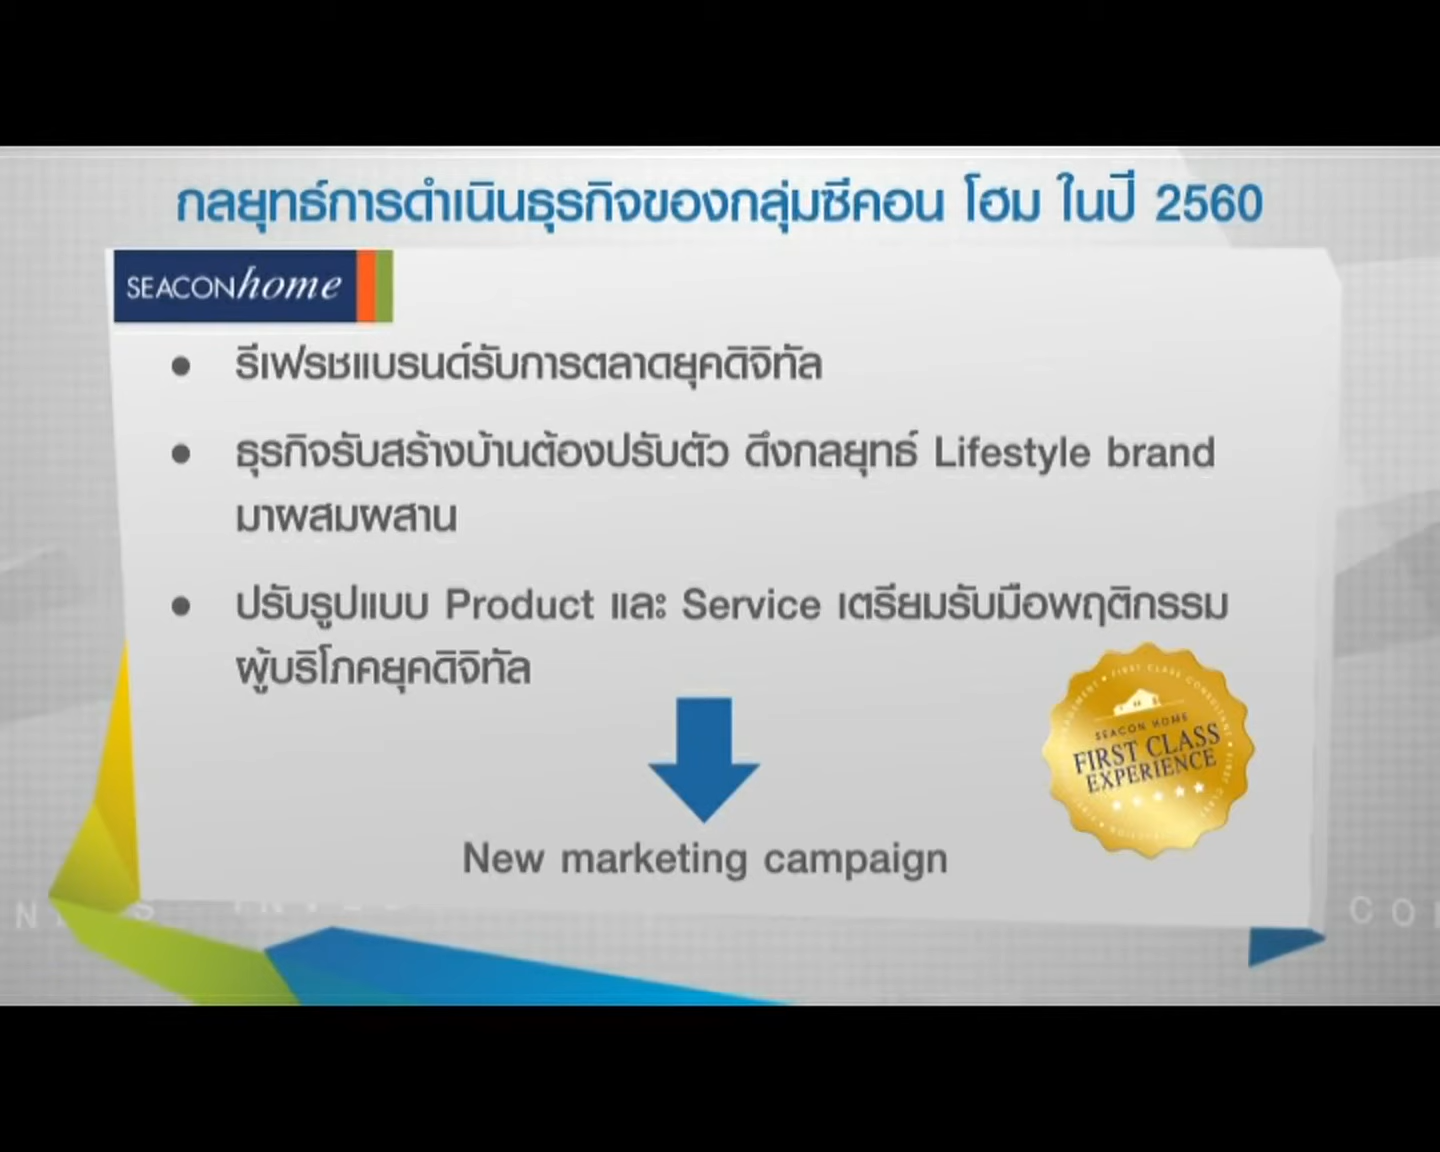 กลยุทธ์การดำเนินธุรกิจของกลุ่มซีคอน โฮม ในปี 2560
SEACONhome
● รีเฟรชแบรนด์รับการตลาดยุคดิจิทัล
● ธุรกิจรับสร้างบ้านต้องปรับตัว ดึงกลยุทธ์ Lifestyle brand
มาผสมผสาน
● ปรับรูปแบบ Product และ Service เตรียมรับมือพฤติกรรม
ผู้บริโภคยุคดิจิทัล
FIRST CLASS CONSULTANT
SEACON HOME
FIRST CLASS
EXPERIENCE
New marketing campaign